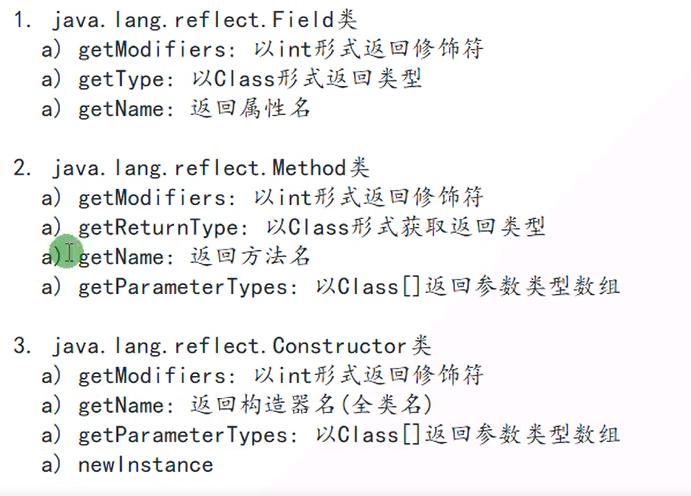 1. java.lang.reflect.Field类
a) getModifiers: 以int形式返回修饰符
a) getType: 以Class形式返回类型
a) getName: 返回属性名
2. java.lang.reflect.Method类
a) getModifiers: 以int形式返回修饰符
a) getReturnType: 以Class形式获取返回类型
a) getName: 返回方法名
a) getParameterTypes: 以Class[]返回参数类型数组
3. java.lang.reflect.Constructor类
a) getModifiers: 以int形式返回修饰符
a) getName: 返回构造器名(全类名)
a) getParameterTypes: 以Class[]返回参数类型数组
a) newInstance